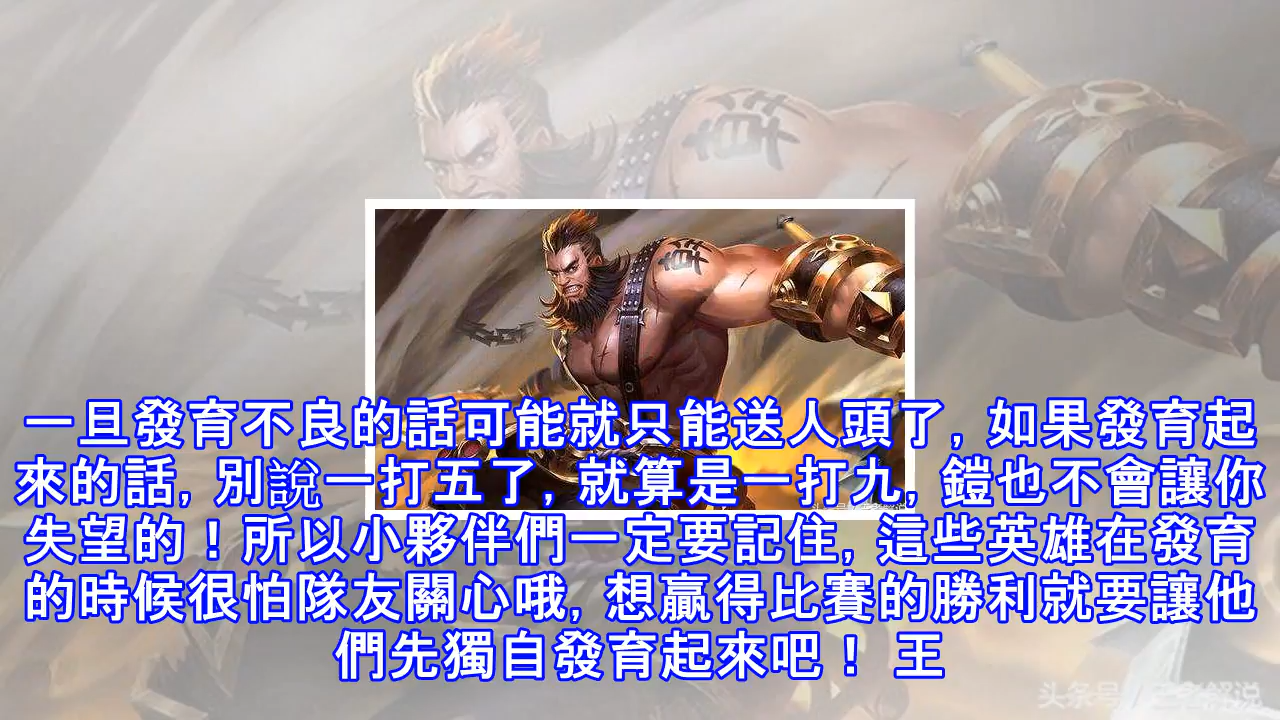 一旦發育不良的話可能就只能送人頭了, 如果發育起
來的話, 別說一打五了, 就算是一打九, 鎧也不會讓你
失望的！所以小夥伴們一定要記住, 這些英雄在發育
的時候很怕隊友關心哦, 想贏得比賽的勝利就要讓他
們先獨自發育起來吧！ 王
头条号
解说